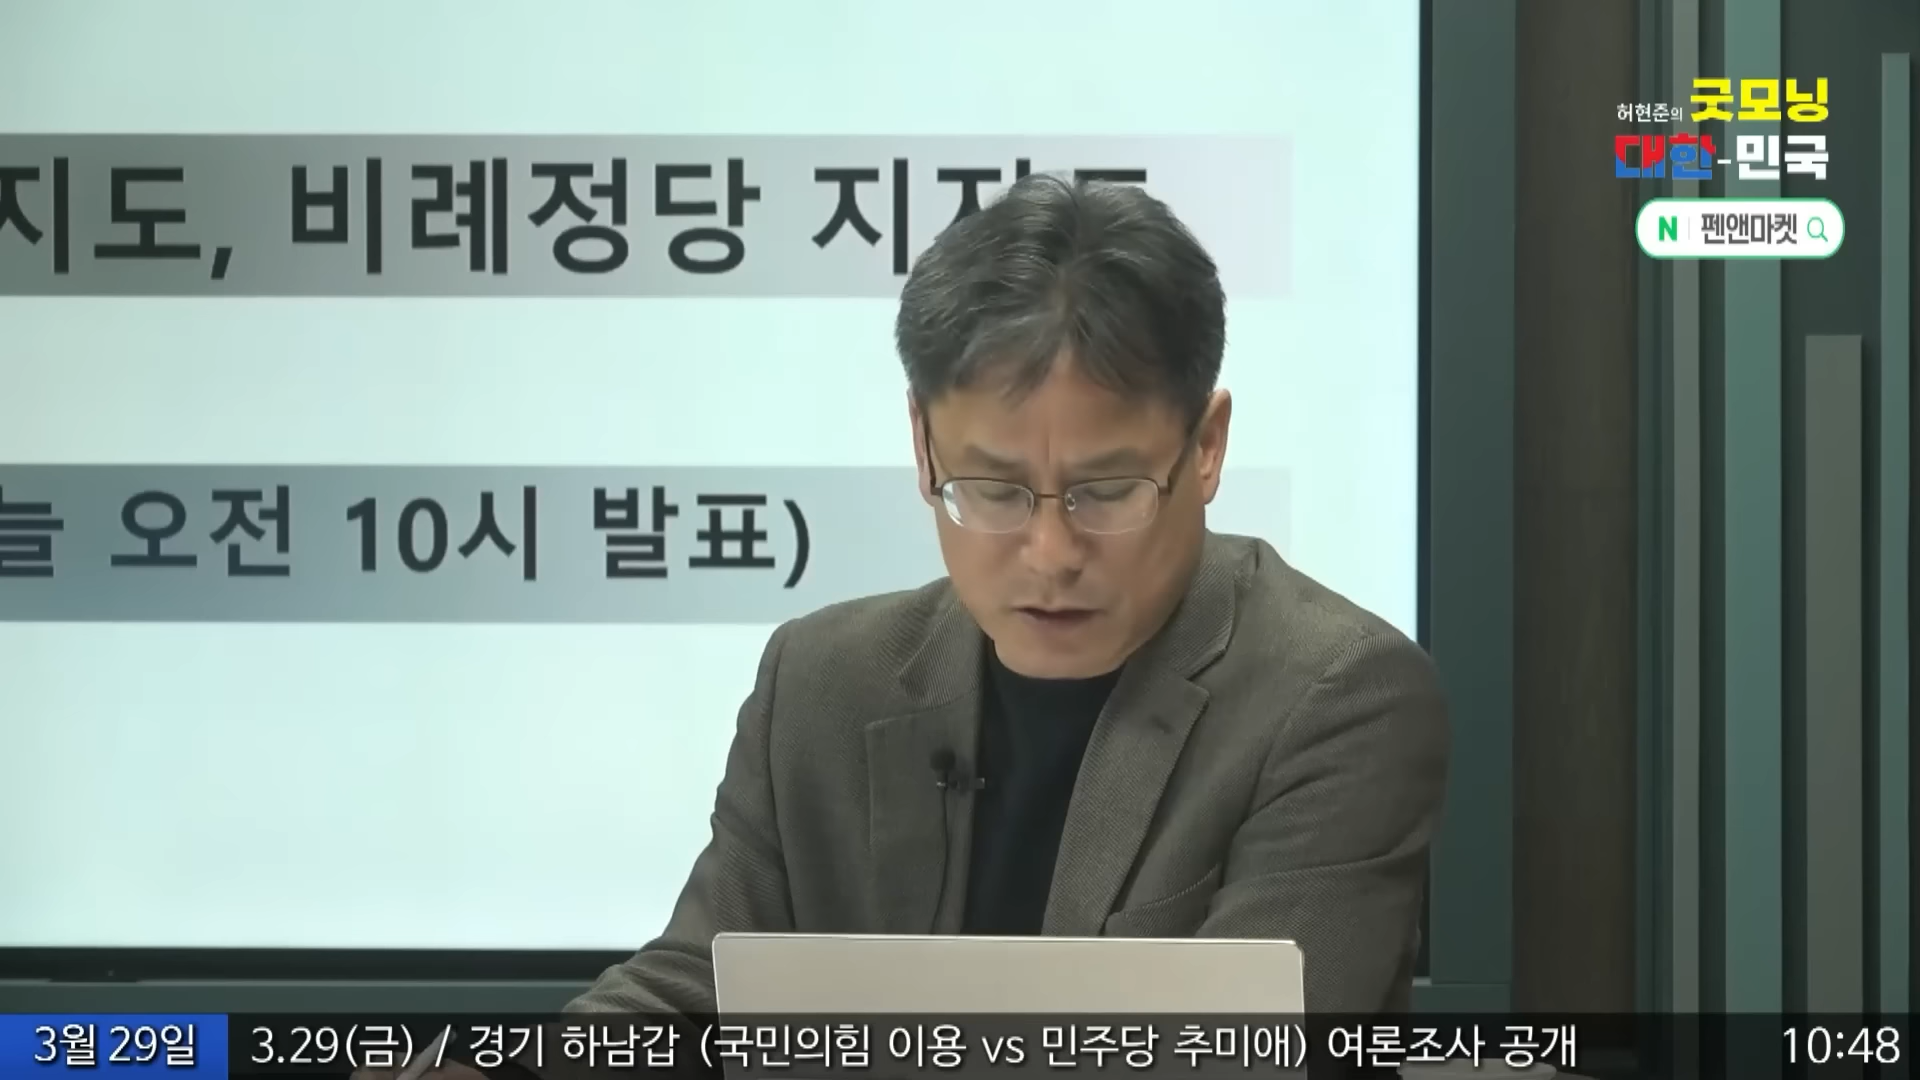 허현준의 굿모닝
대한-민국
N 펜앤마켓
지도, 비례정당
오전 10시 발표)
3월 29일 3.29(금) / 경기 하남갑 (국민의힘 이용 vs 민주당 추미애) 여론조사 공개 10:48